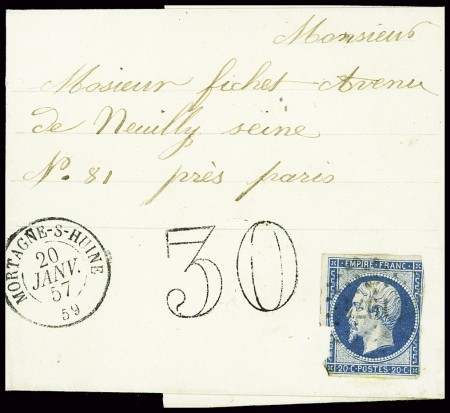 Monsieur
Mosieur fichet Avenu
de Neuilly seine
No. 81 près paris
MORTAGNE-S-HUINE
20
JANV.
57
59
30
EMPIRE FRANC
20·C·POSTES·20·C